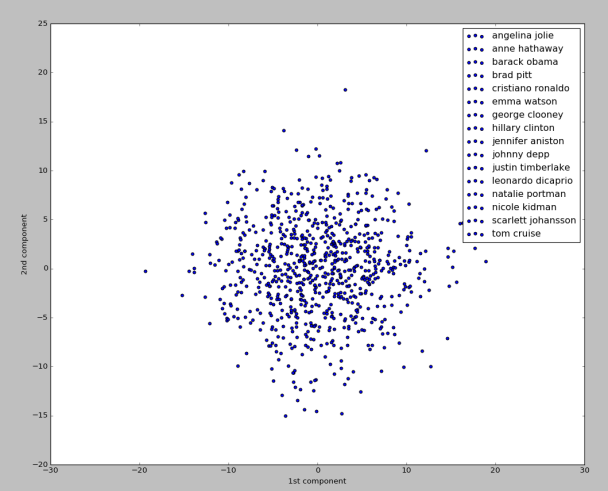 25
20
15
10
5
0
−5
−10
−15
−20
−30
−20
−10
0
10
20
30
1st component
2nd component
angelina jolie
anne hathaway
barack obama
brad pitt
cristiano ronaldo
emma watson
george clooney
hillary clinton
jennifer aniston
johnny depp
justin timberlake
leonardo dicaprio
natalie portman
nicole kidman
scarlett johansson
tom cruise